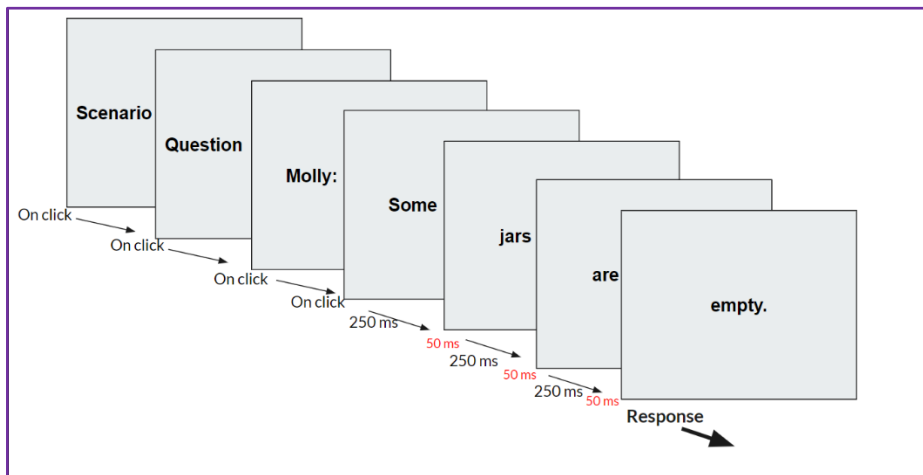 Scenario
Question
Molly:
Some
jars
are
empty.
On click
On click
On click
On click
250 ms
50 ms
250 ms
50 ms
250 ms
50 ms
Response